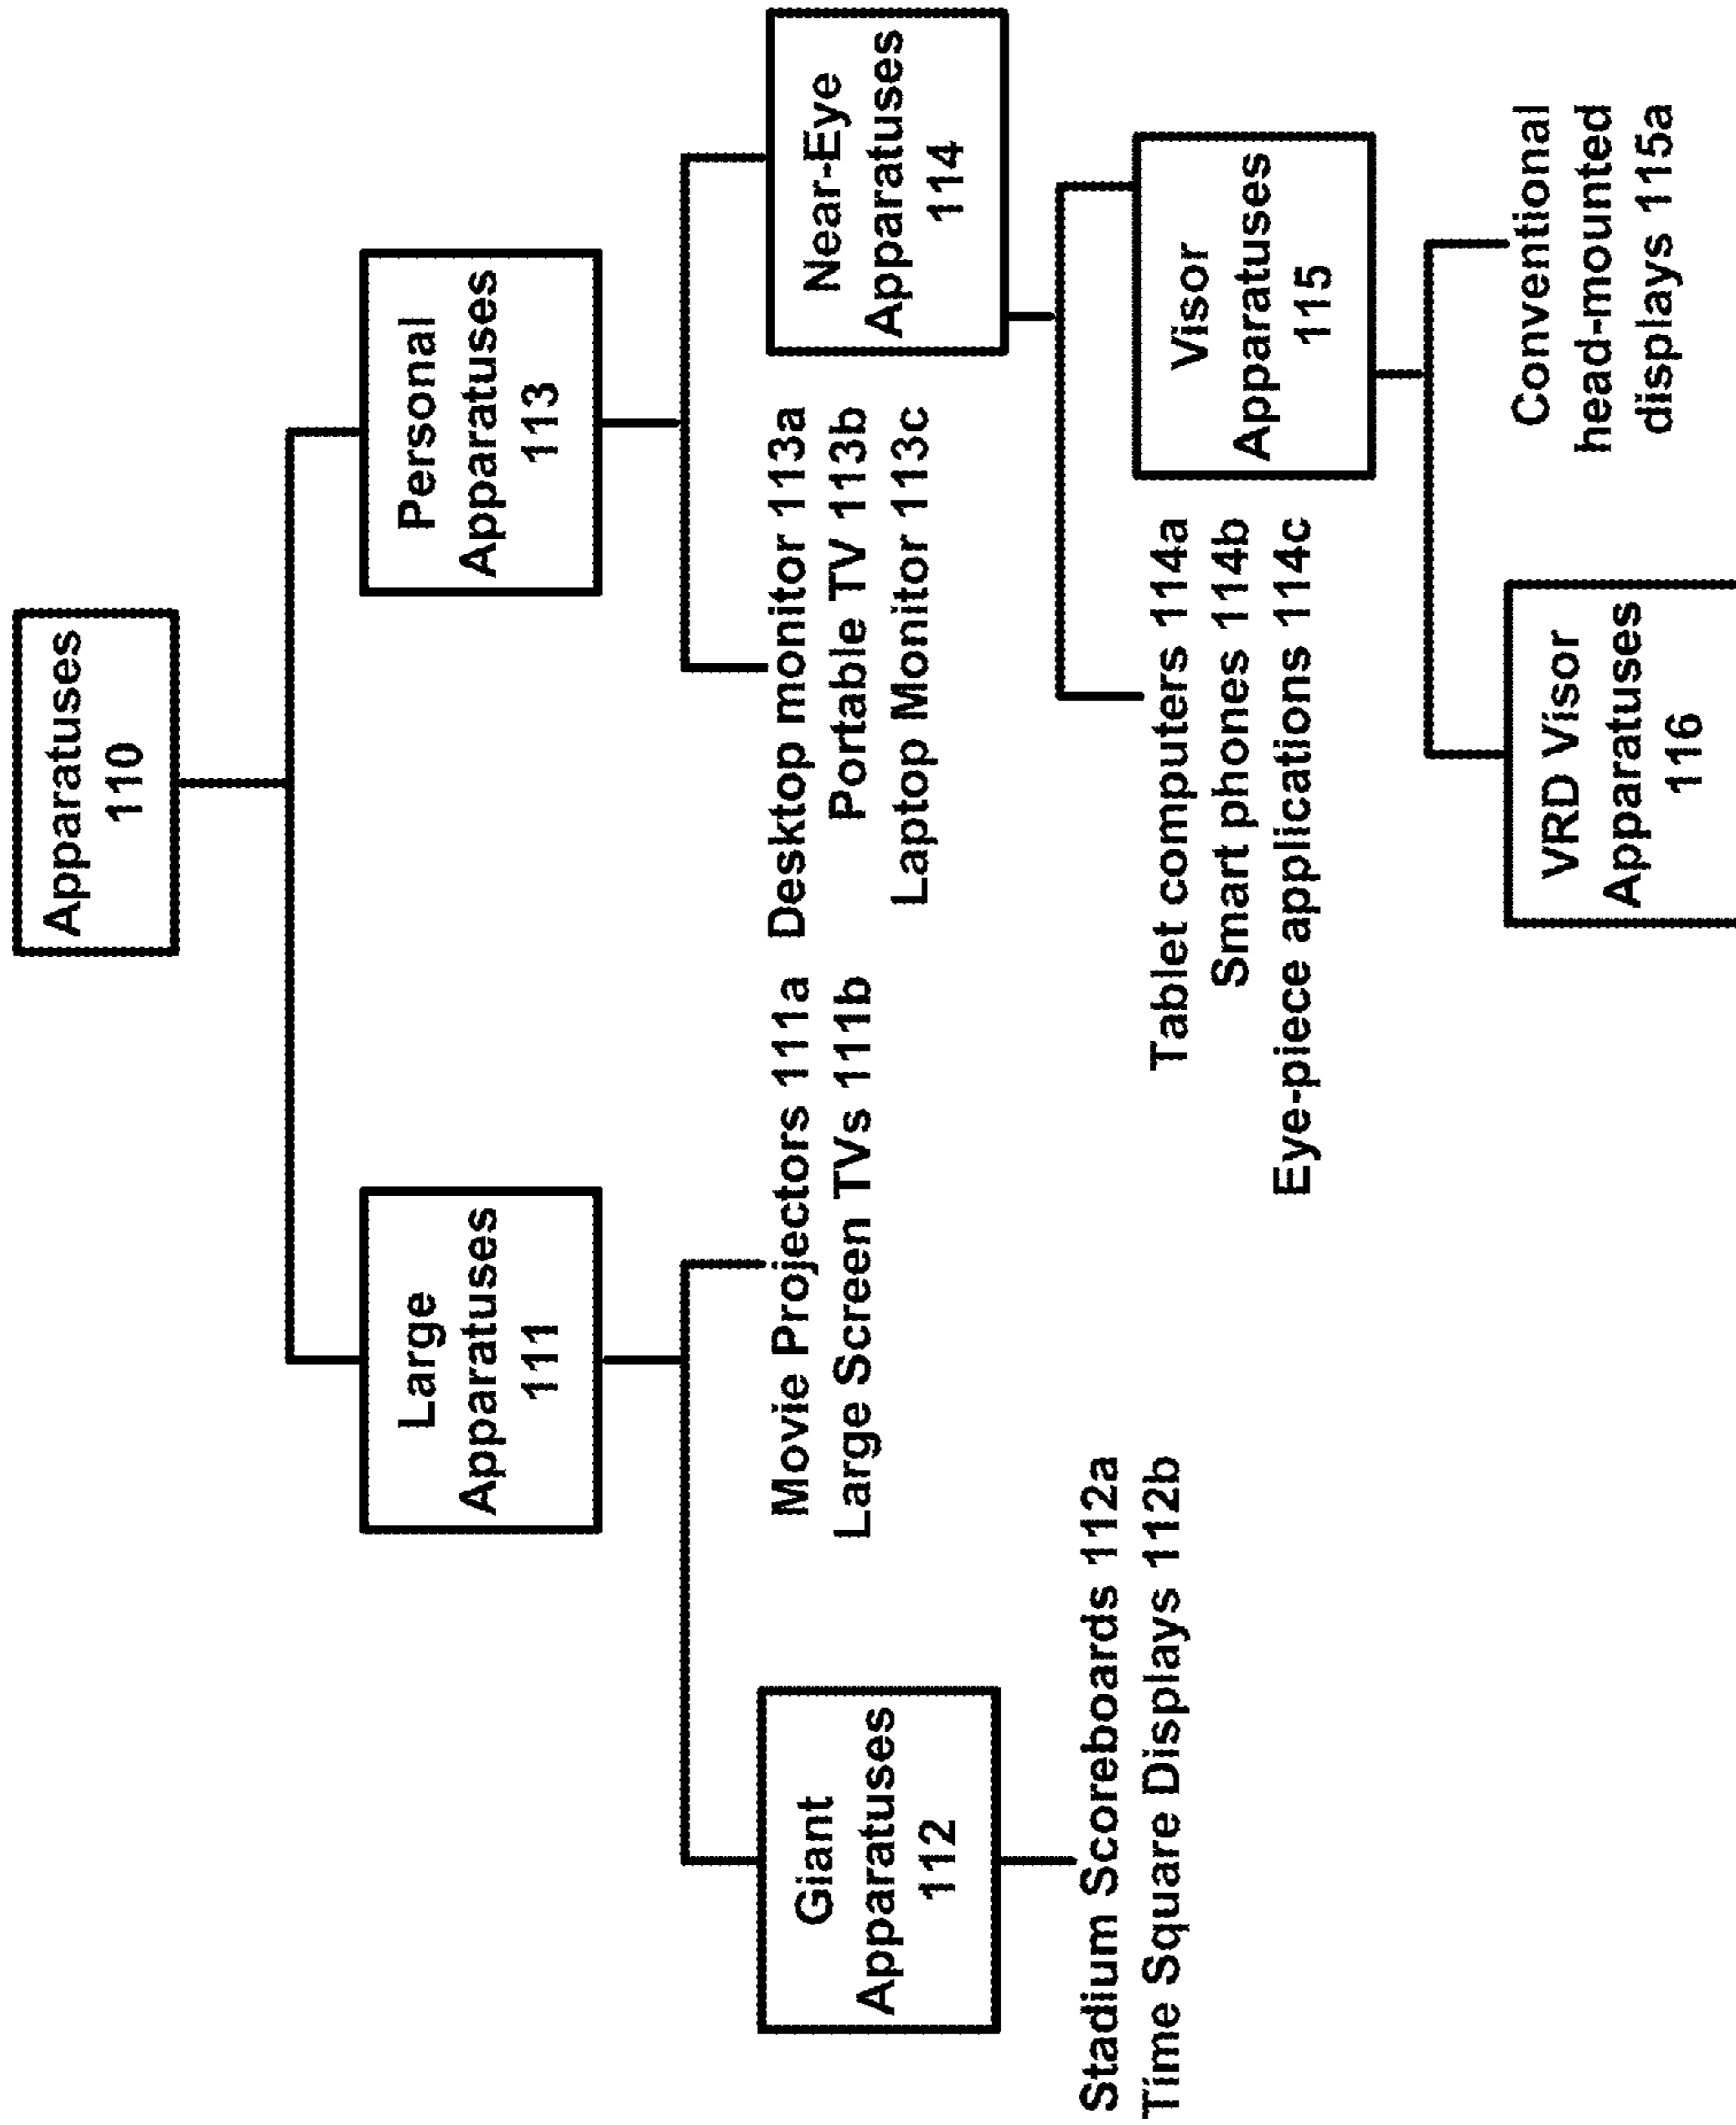 Apparatuses
110
Large
Apparatuses
111
Personal
Apparatuses
113
Giant
Apparatuses
112
Movie Projectors 111a
Large Screen TVs 111b
Desktop monitor 113a
Portable TV 113b
Laptop Monitor 113c
Near-Eye
Apparatuses
114
Stadium Scoreboards 112a
Time Square Displays 112b
Tablet computers 114a
Smart phones 114b
Eye-piece applications 114c
Visor
Apparatuses
115
VRD Visor
Apparatuses
116
Conventional
head-mounted
displays 115a